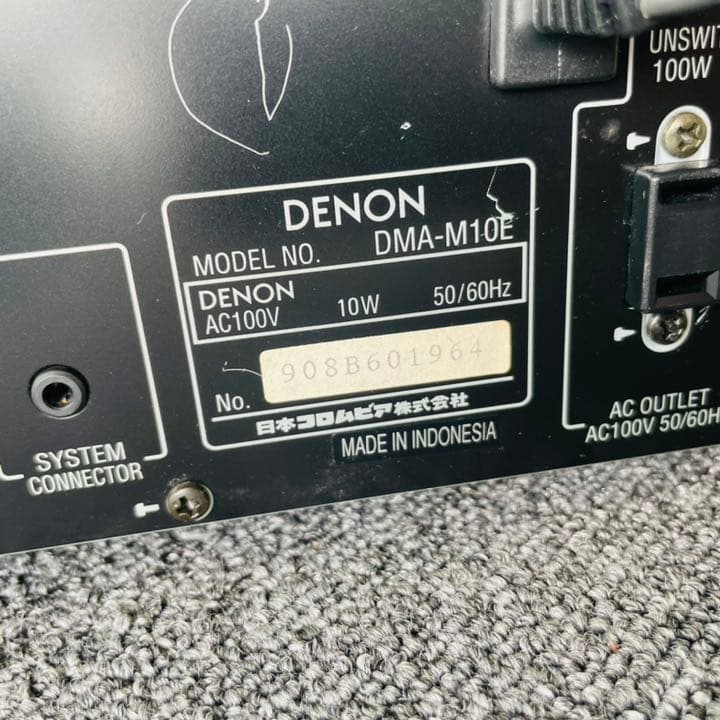 UNSWIT
100W
DENON
MODEL NO. DMA-M10E
DENON
AC100V 10W 50/60Hz
No. 908B601964
日本コロムビア株式会社
MADE IN INDONESIA
SYSTEM
CONNECTOR
AC OUTLET
AC100V 50/60H